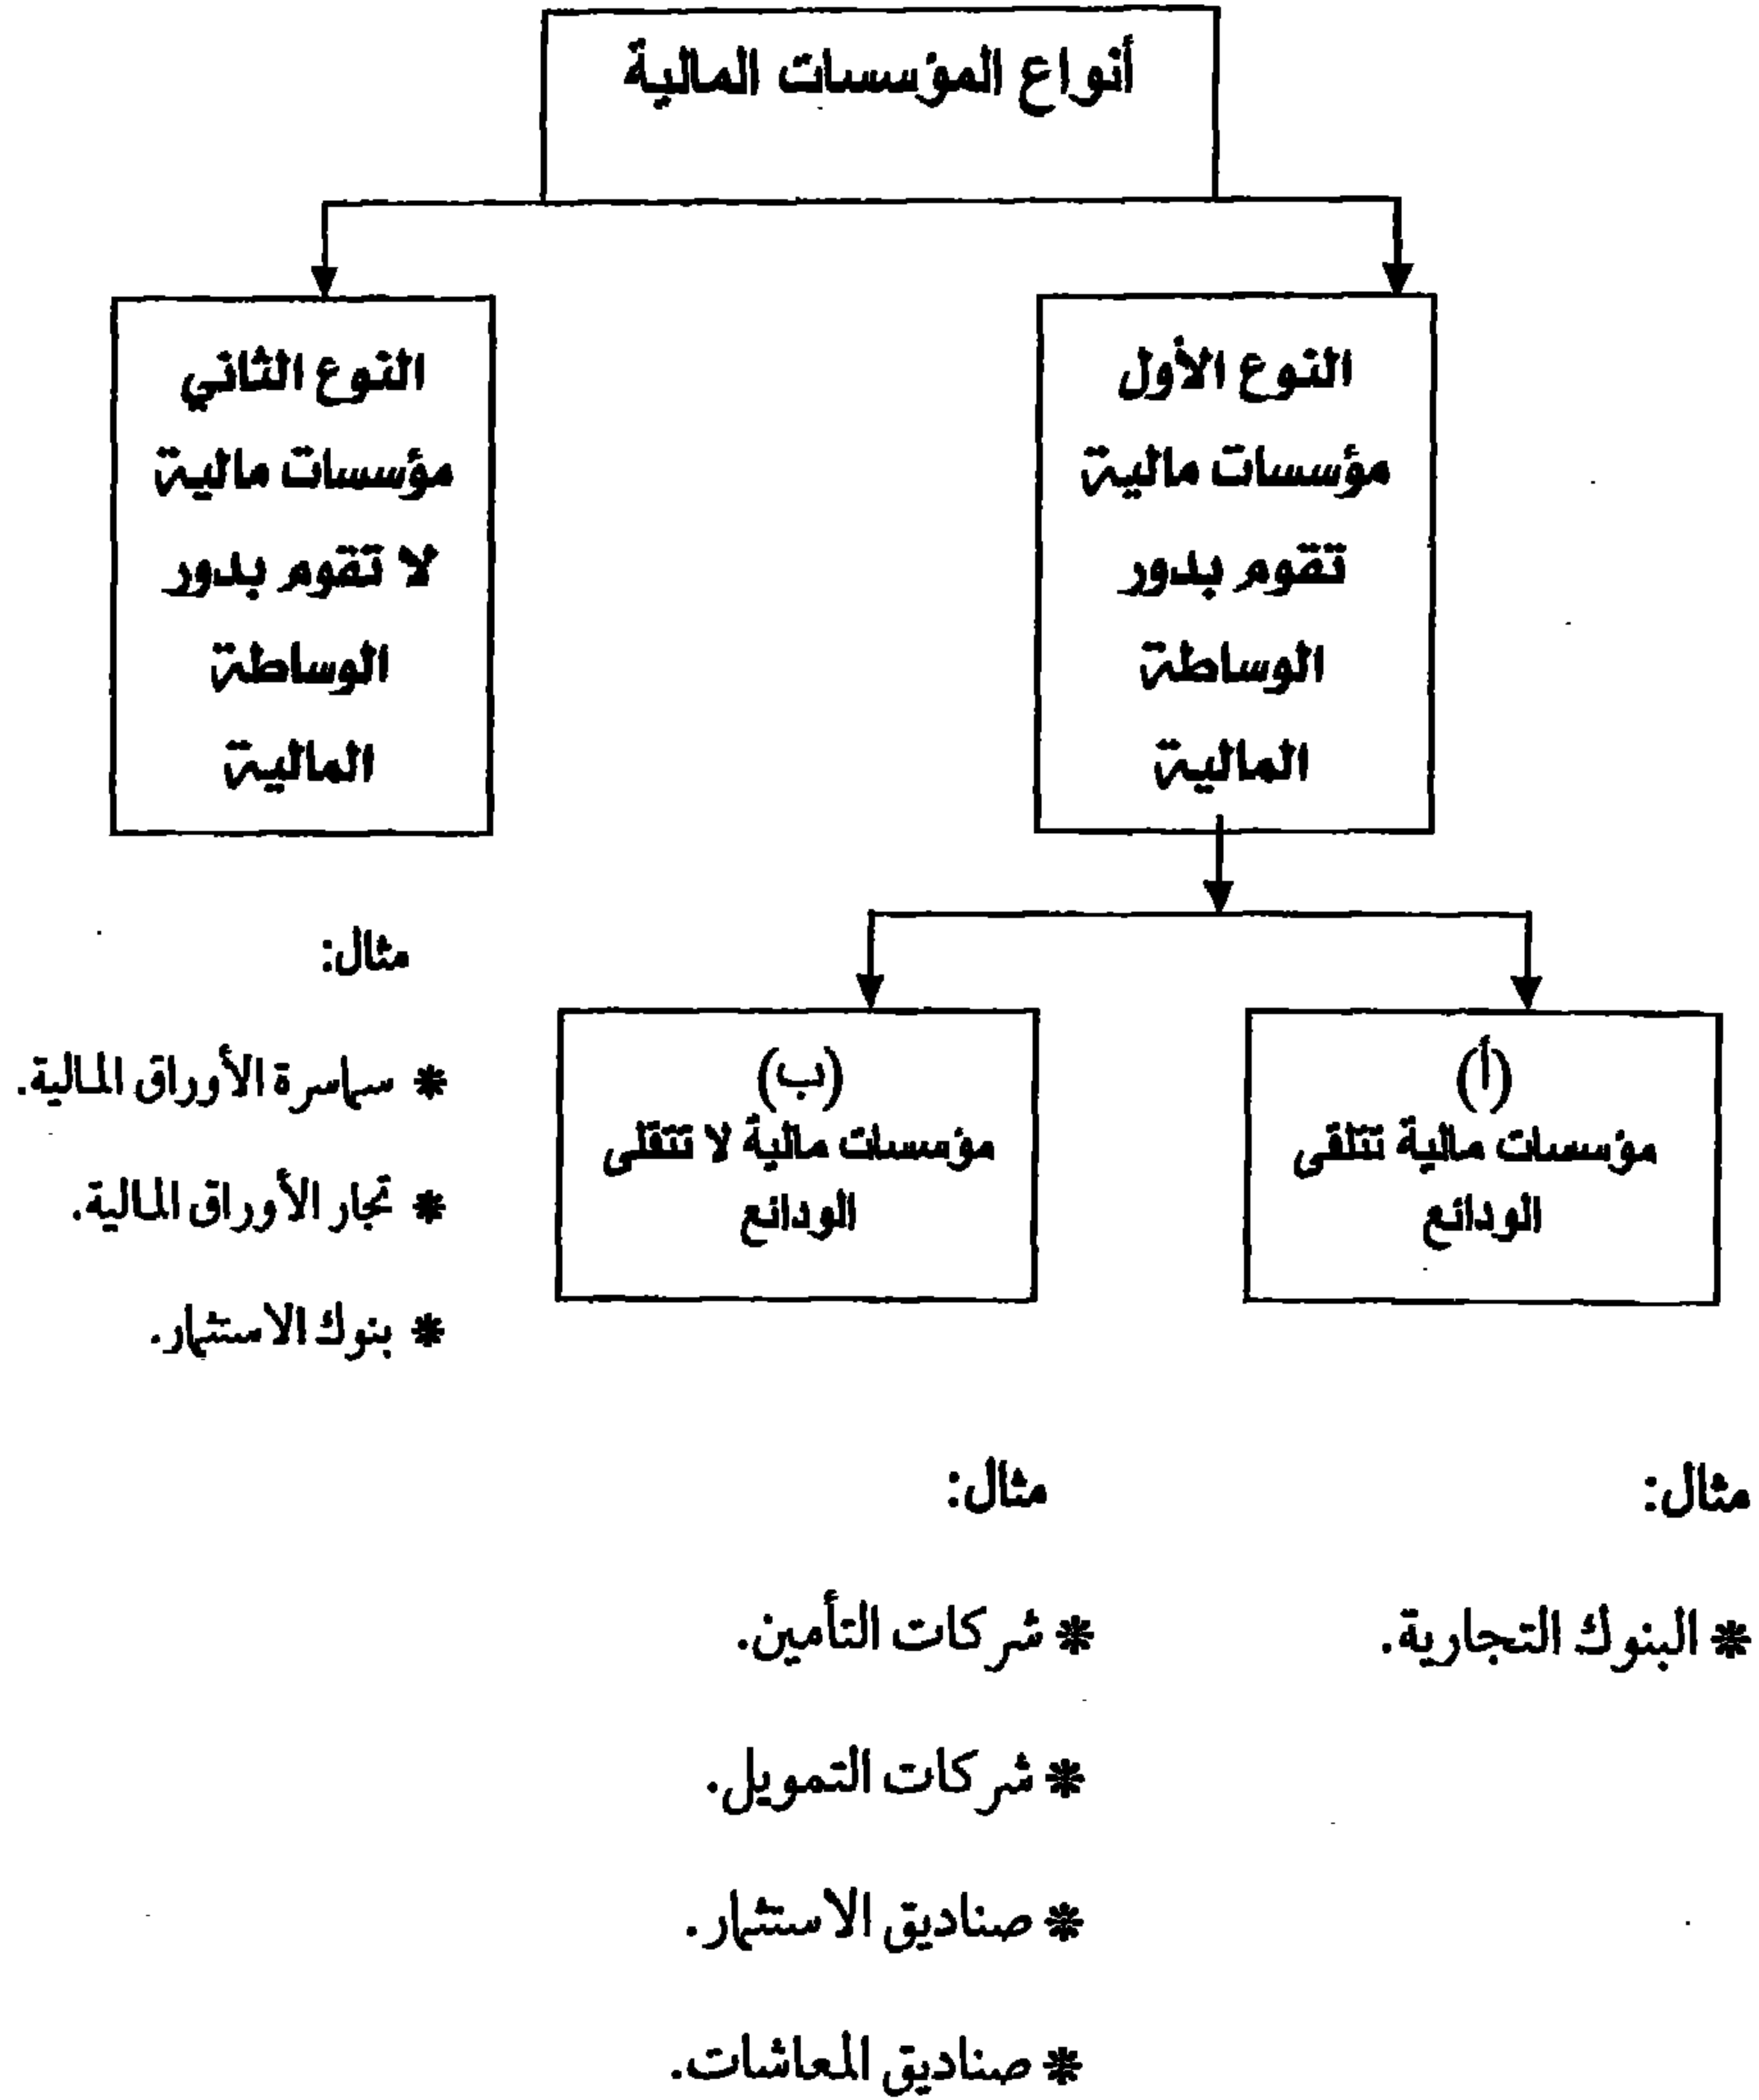 أنواع المؤسسات المالية
النوع الأول
مؤسسات مالية
تقوم بدور
الوساطة
المالية
النوع الثاني
مؤسسات مالية
لا تقوم بدور
الوساطة
المالية
(أ)
مؤسسات مالية تتلقى
الودائع
(ب)
مؤسسات مالية لا تتقلى
الودائع
مثال:
* سماسرة الأوراق المالية.
* تجار الأوراق المالية.
* بنوك الاستثمار.
مثال:
* البنوك التجارية.
مثال:
* شركات التأمين.
* شركات التمويل.
* صناديق الاستثمار.
* صناديق المعاشات.